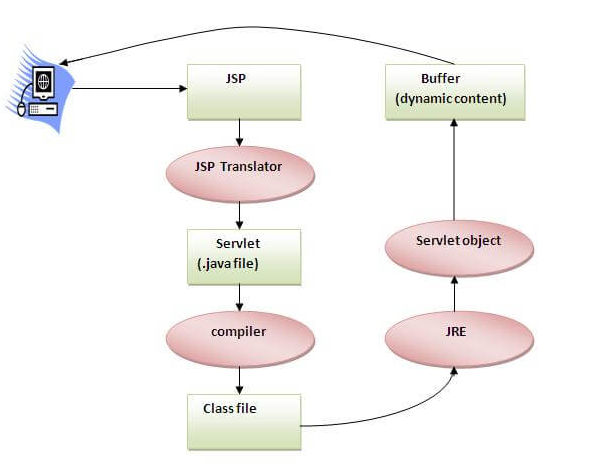 JSP
JSP Translator
Servlet
(.java file)
compiler
Class file
JRE
Servlet object
Buffer
(dynamic content)